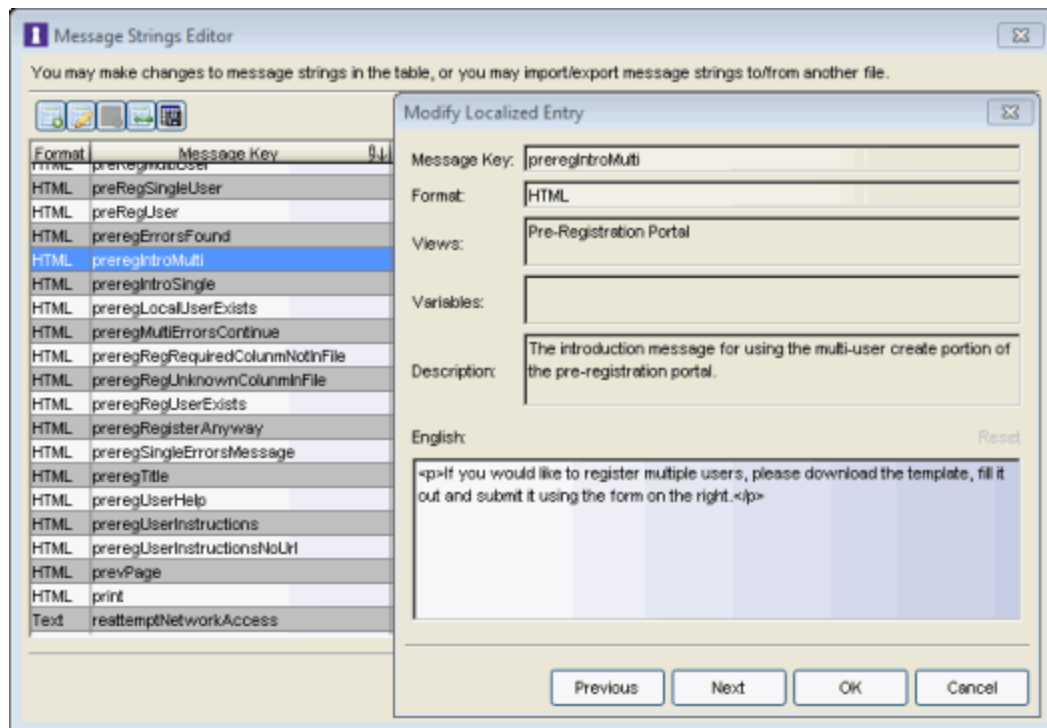 Message Strings Editor
You may make changes to message strings in the table, or you may import/export message strings to/from another file.
Format Message Key
HTML preRegMultiUser
HTML preRegSingleUser
HTML preRegUser
HTML preregErrorsFound
HTML preregIntroMulti
HTML preregIntroSingle
HTML preregLocalUserExists
HTML preregMultiErrorsContinue
HTML preregRegRequiredColunmNotInFile
HTML preregRegUnknownColunmInFile
HTML preregRegUserExists
HTML preregRegisterAnyway
HTML preregSingleErrorsMessage
HTML preregTitle
HTML preregUserHelp
HTML preregUserInstructions
HTML preregUserInstructionsNoUrl
HTML prevPage
HTML print
Text reattemptNetworkAccess
Modify Localized Entry
Message Key: preregIntroMulti
Format: HTML
Views: Pre-Registration Portal
Variables:
Description: The introduction message for using the multi-user create portion of
the pre-registration portal.
English: Reset
<p>If you would like to register multiple users, please download the template, fill it
out and submit it using the form on the right.</p>
Previous Next OK Cancel